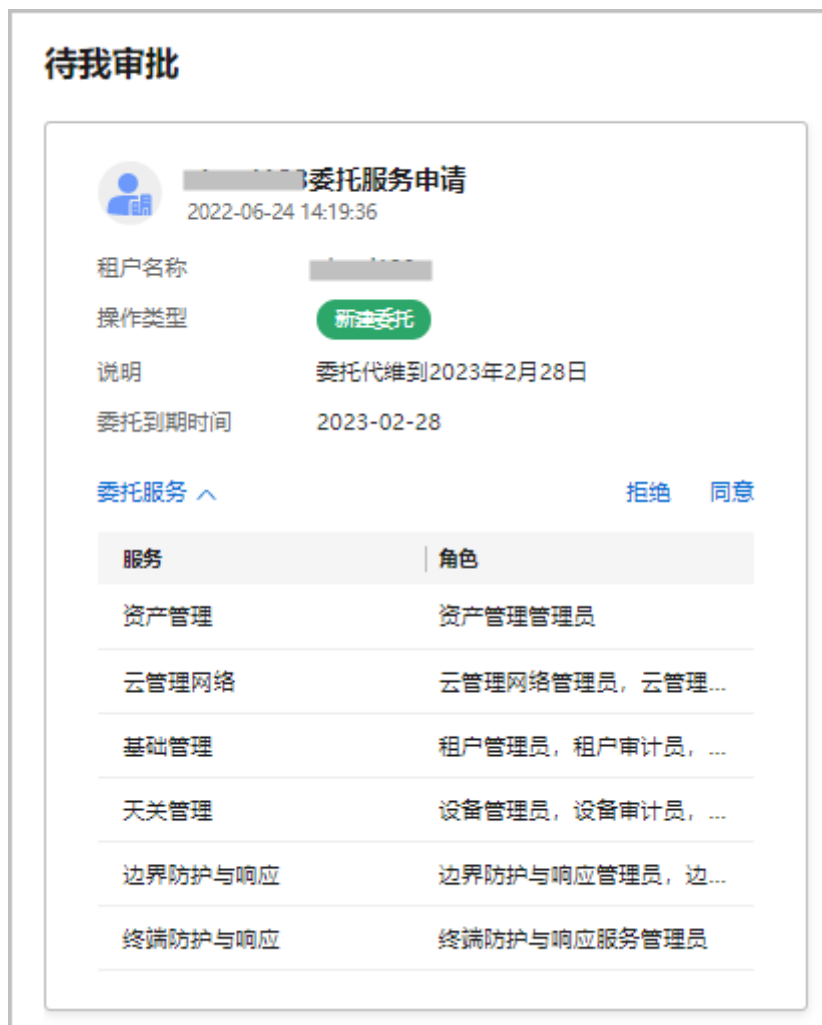 待我审批
委托服务申请
2022-06-24 14:19:36
租户名称
操作类型 新建委托
说明 委托代维到2023年2月28日
委托到期时间 2023-02-28
委托服务 拒绝 同意
服务 角色
资产管理 资产管理管理员
云管理网络 云管理网络管理员，云管理...
基础管理 租户管理员，租户审计员，...
天关管理 设备管理员，设备审计员，...
边界防护与响应 边界防护与响应管理员，边...
终端防护与响应 终端防护与响应服务管理员